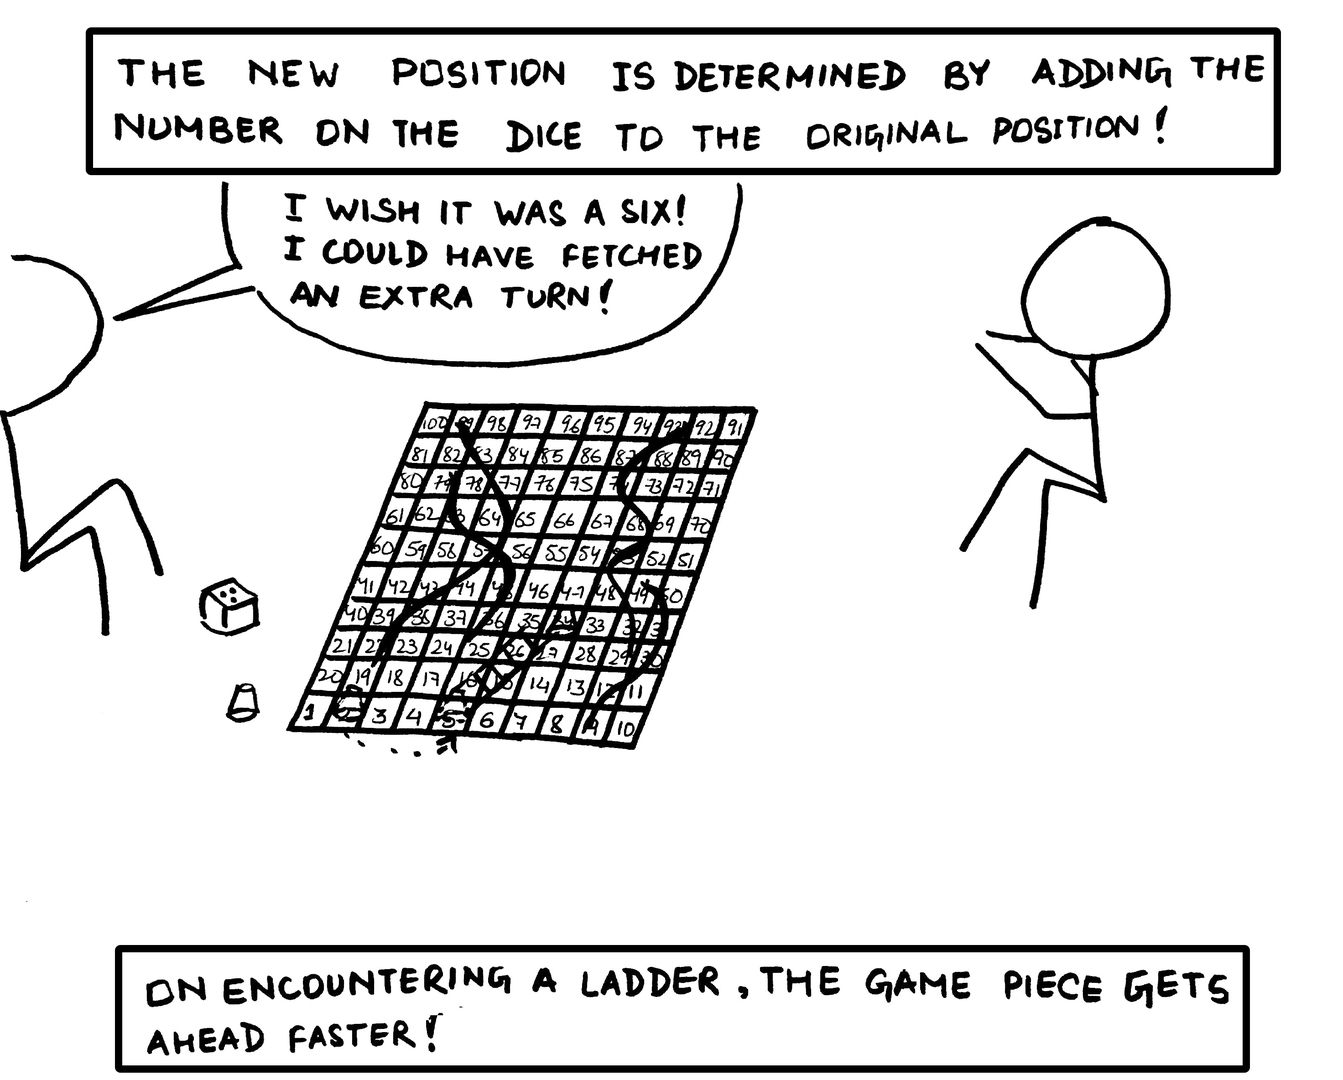 THE NEW POSITION IS DETERMINED BY ADDING THE
NUMBER ON THE DICE TO THE ORIGINAL POSITION!
I WISH IT WAS A SIX!
I COULD HAVE FETCHED
AN EXTRA TURN!
100 99 98 97 96 95 94 93 92 91
81 82 83 84 85 86 87 88 89 90
80 79 78 77 76 75 74 73 72 71
61 62 63 64 65 66 67 68 69 70
60 59 58 57 56 55 54 53 52 51
41 42 43 44 45 46 47 48 49 50
40 39 38 37 36 35 34 33 32
21 22 23 24 25 26 27 28 29 30
20 19 18 17 16 15 14 13 12 11
1 2 3 4 5 6 7 8 9 10
ON ENCOUNTERING A LADDER, THE GAME PIECE GETS
AHEAD FASTER!